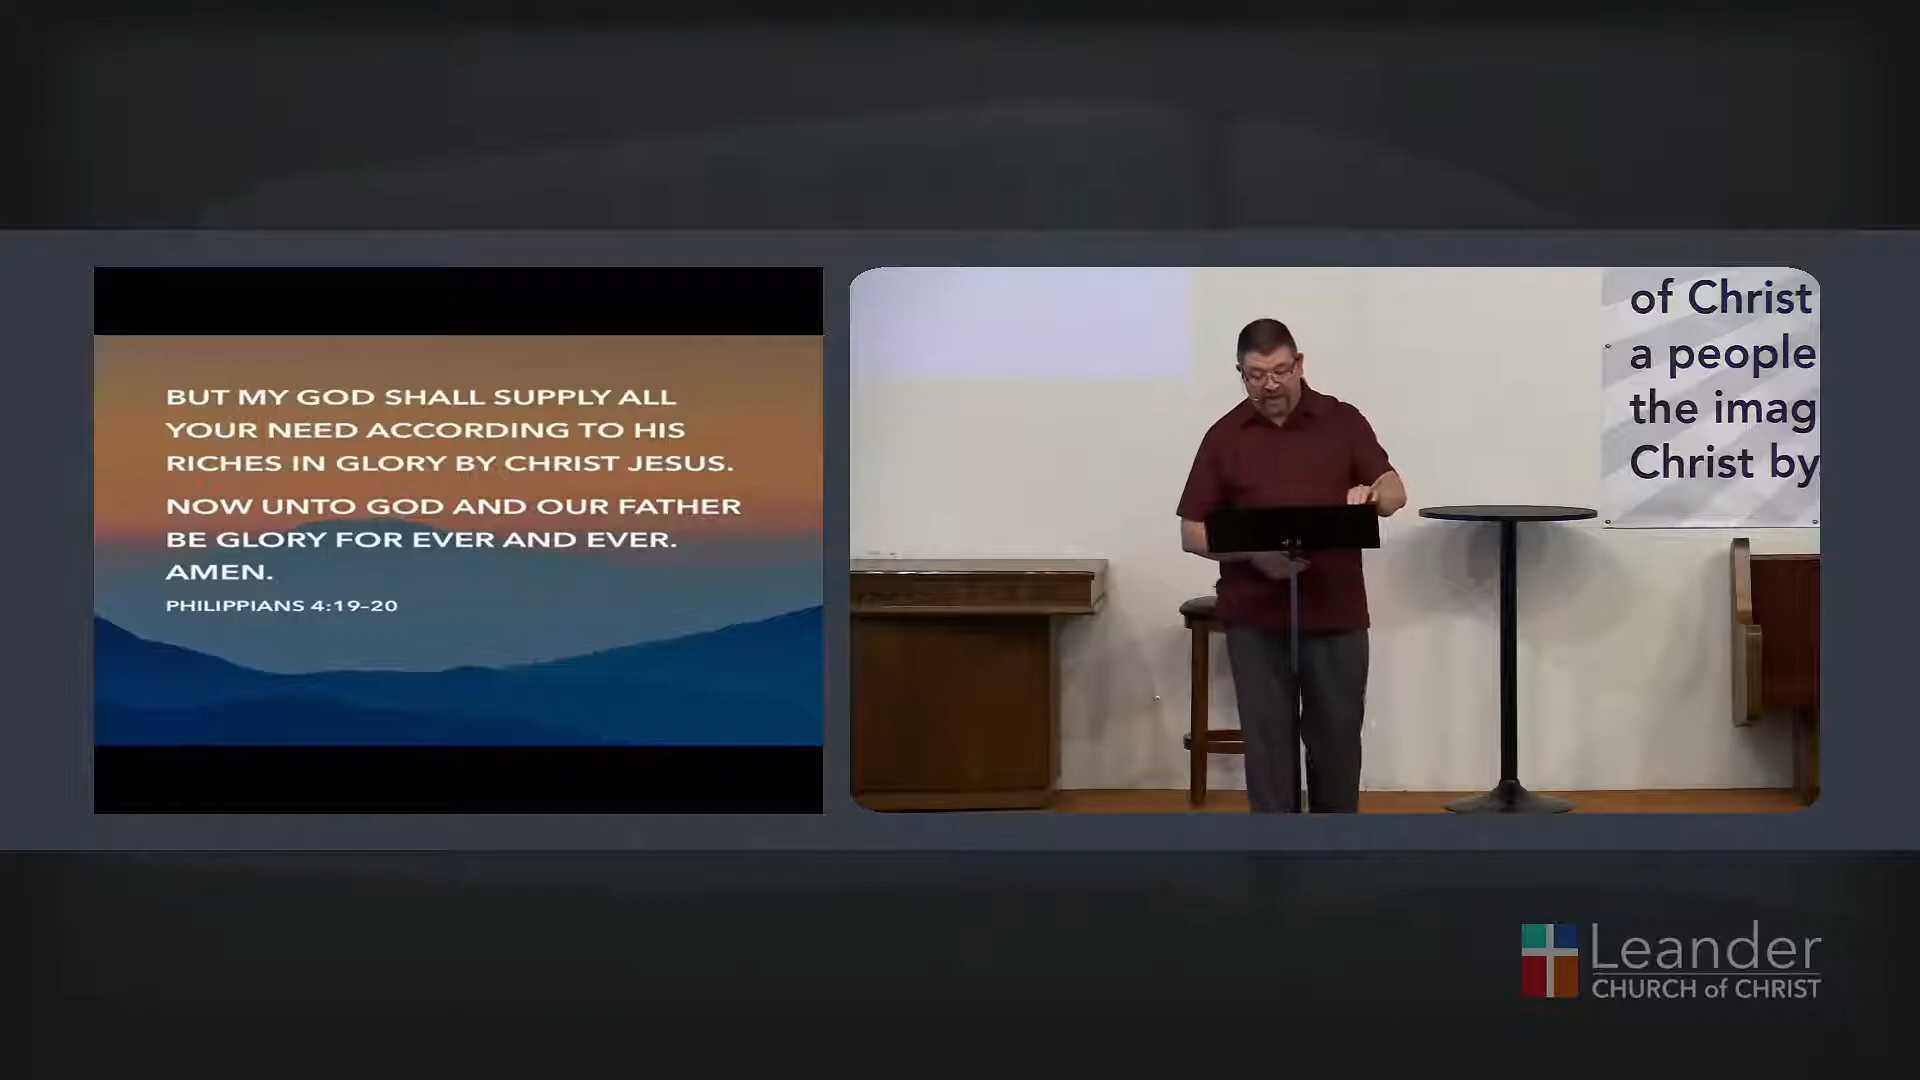 BUT MY GOD SHALL SUPPLY ALL
YOUR NEED ACCORDING TO HIS
RICHES IN GLORY BY CHRIST JESUS.
NOW UNTO GOD AND OUR FATHER
BE GLORY FOR EVER AND EVER.
AMEN.
PHILIPPIANS 4:19-20
of Christ
a people
the imag
Christ by
Leander
CHURCH of CHRIST